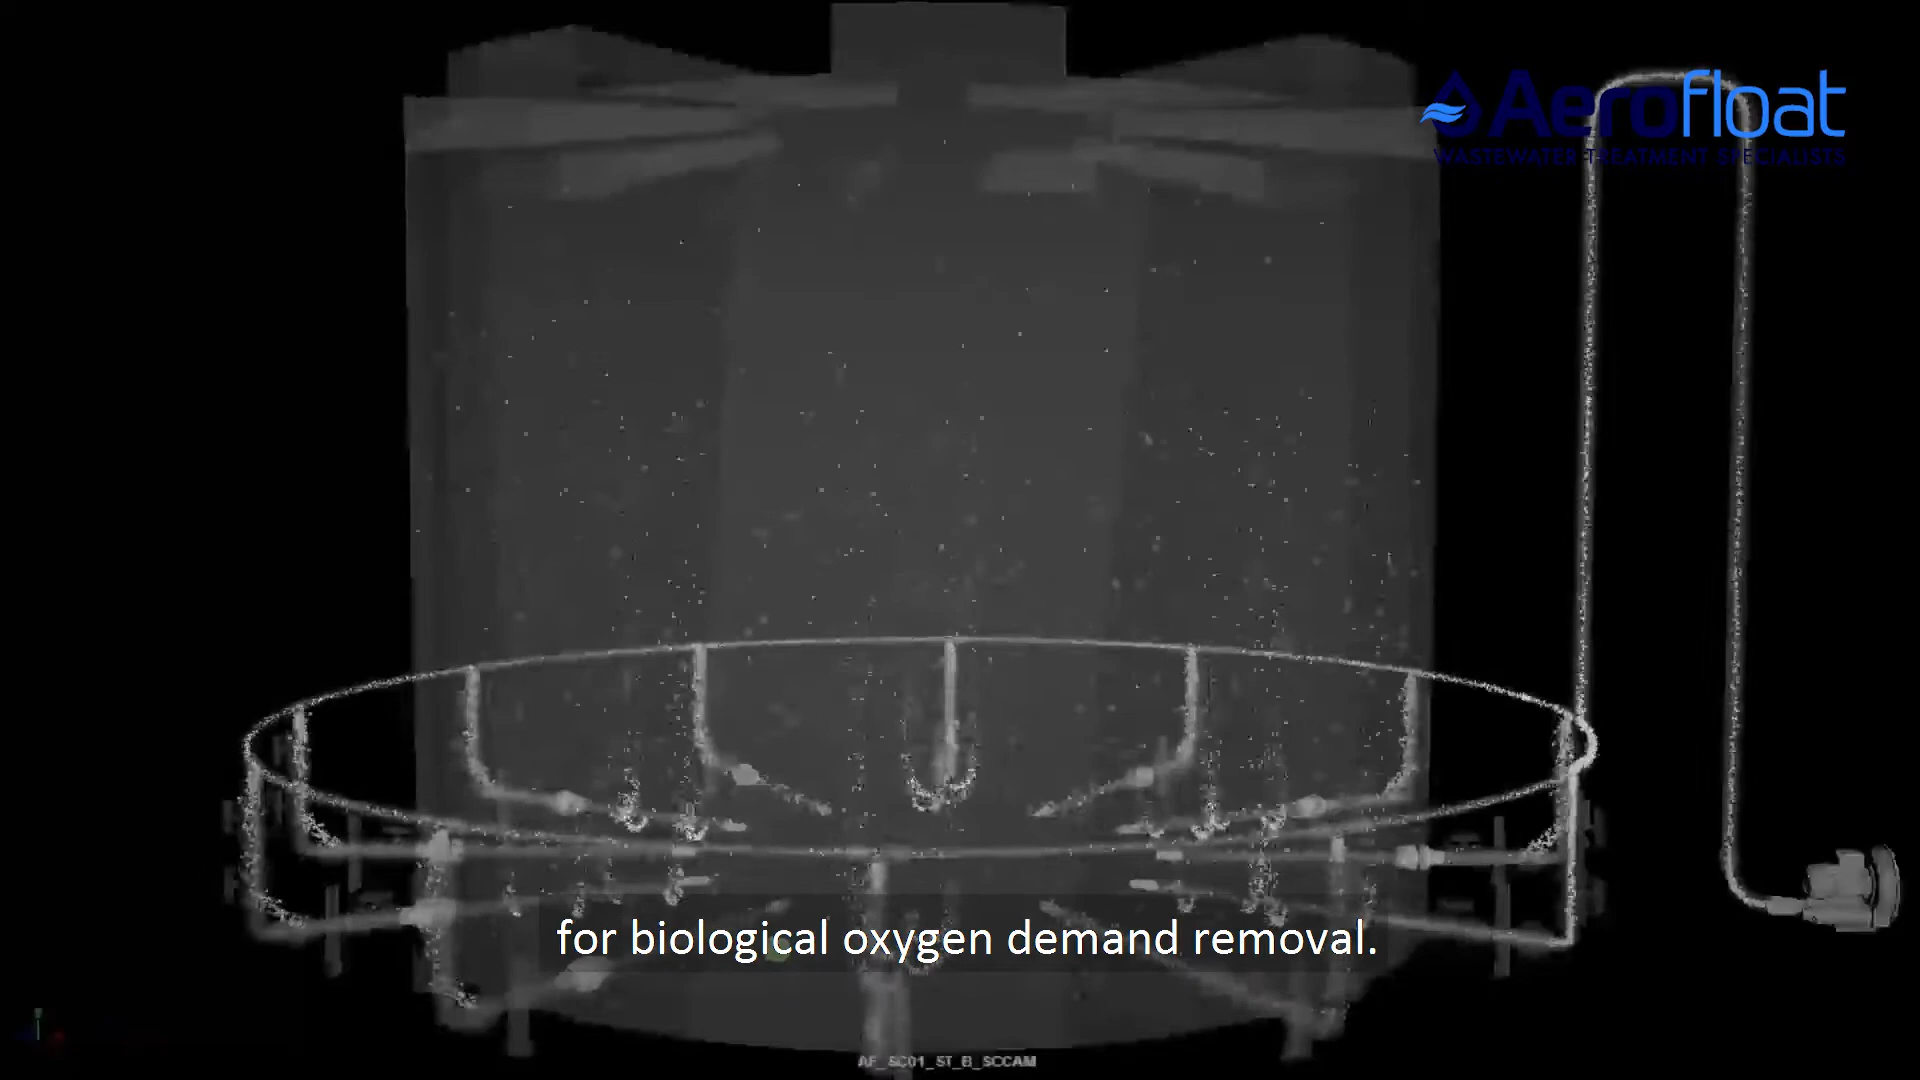 Aerofloat
WASTEWATER TREATMENT SPECIALISTS
for biological oxygen demand removal.
AF_SC01_ST_B_SCCAM